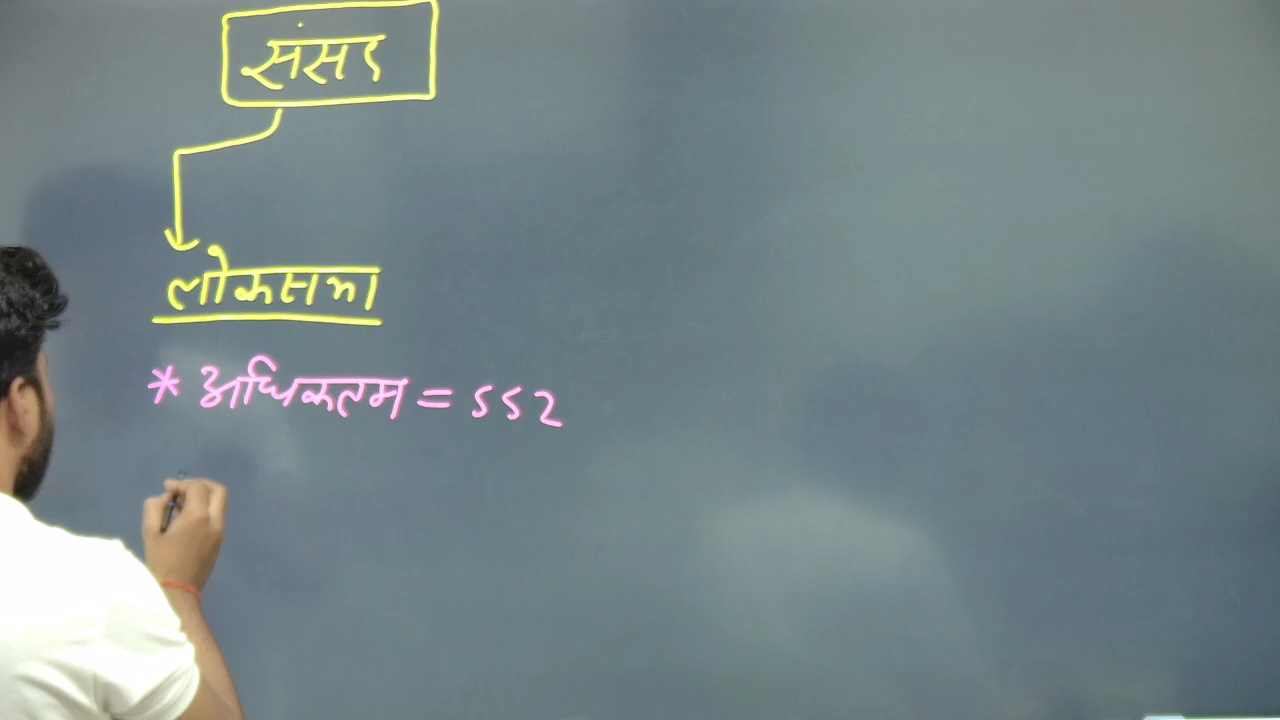 संसद
लोकसभा
* अधिकतम = 552